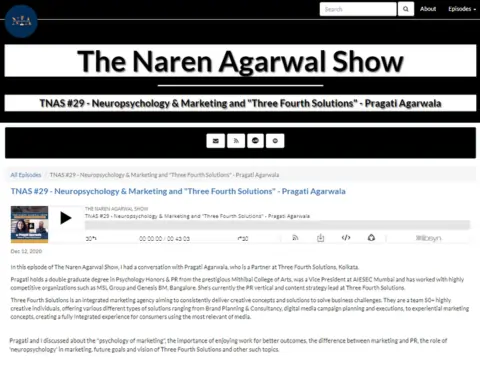 NIA
Search
About
Episodes
The Naren Agarwal Show
TNAS #29 - Neuropsychology & Marketing and "Three Fourth Solutions" - Pragati Agarwala
All Episodes / TNAS #29 - Neuropsychology & Marketing and "Three Fourth Solutions" - Pragati Agarwala
TNAS #29 - Neuropsychology & Marketing and "Three Fourth Solutions" - Pragati Agarwala
THE NAREN AGARWAL SHOW
TNAS #29 - Neuropsychology & Marketing and "Three Fourth Solutions" - Pragati Agarwala
30 00:00:00 / 00:43:03 30 libsyn
Dec 12, 2020
In this episode of The Naren Agarwal Show, I had a conversation with Pragati Agarwala, who is a Partner at Three Fourth Solutions, Kolkata.
Pragati holds a double graduate degree in Psychology Honors & PR from the prestigious Mithibai College of Arts, was a Vice President at AIESEC Mumbai and has worked with highly
competitive organizations such as MSL Group and Genesis BM, Bangalore. She's currently the PR vertical and content strategy lead at Three Fourth Solutions.
Three Fourth Solutions is an integrated marketing agency aiming to consistently deliver creative concepts and solutions to solve business challenges. They are a team 50+ highly
creative individuals, offering various different types of solutions ranging from Brand Planning & Consultancy, digital media campaign planning and executions, to experiential marketing
concepts, creating a fully integrated experience for consumers using the most relevant of media.
Pragati and I discussed about the "psychology of marketing", the importance of enjoying work for better outcomes, the difference between marketing and PR, the role of
'neuropsychology' in marketing, future goals and vision of Three Fourth Solutions and other such topics.